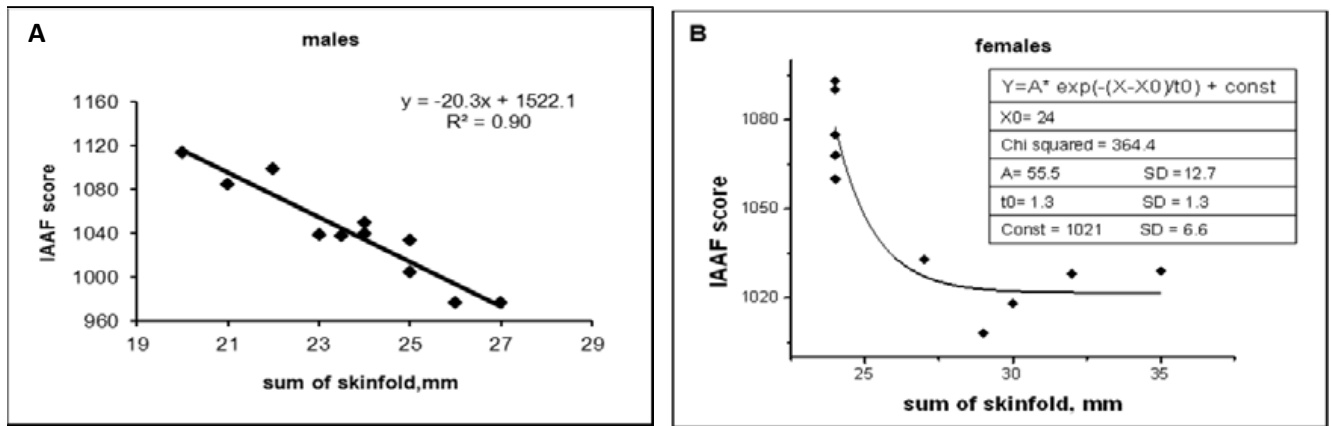 A
males
y = -20.3x + 1522.1
R² = 0.90
IAAF score
1160
1120
1080
1040
1000
960
19 21 23 25 27 29
sum of skinfold,mm
B
females
Y=A* exp(-(X-X0)/t0) + const
X0= 24
Chi squared = 364.4
A= 55.5 SD =12.7
t0= 1.3 SD = 1.3
Const = 1021 SD = 6.6
IAAF score
1080
1050
1020
25 30 35
sum of skinfold, mm